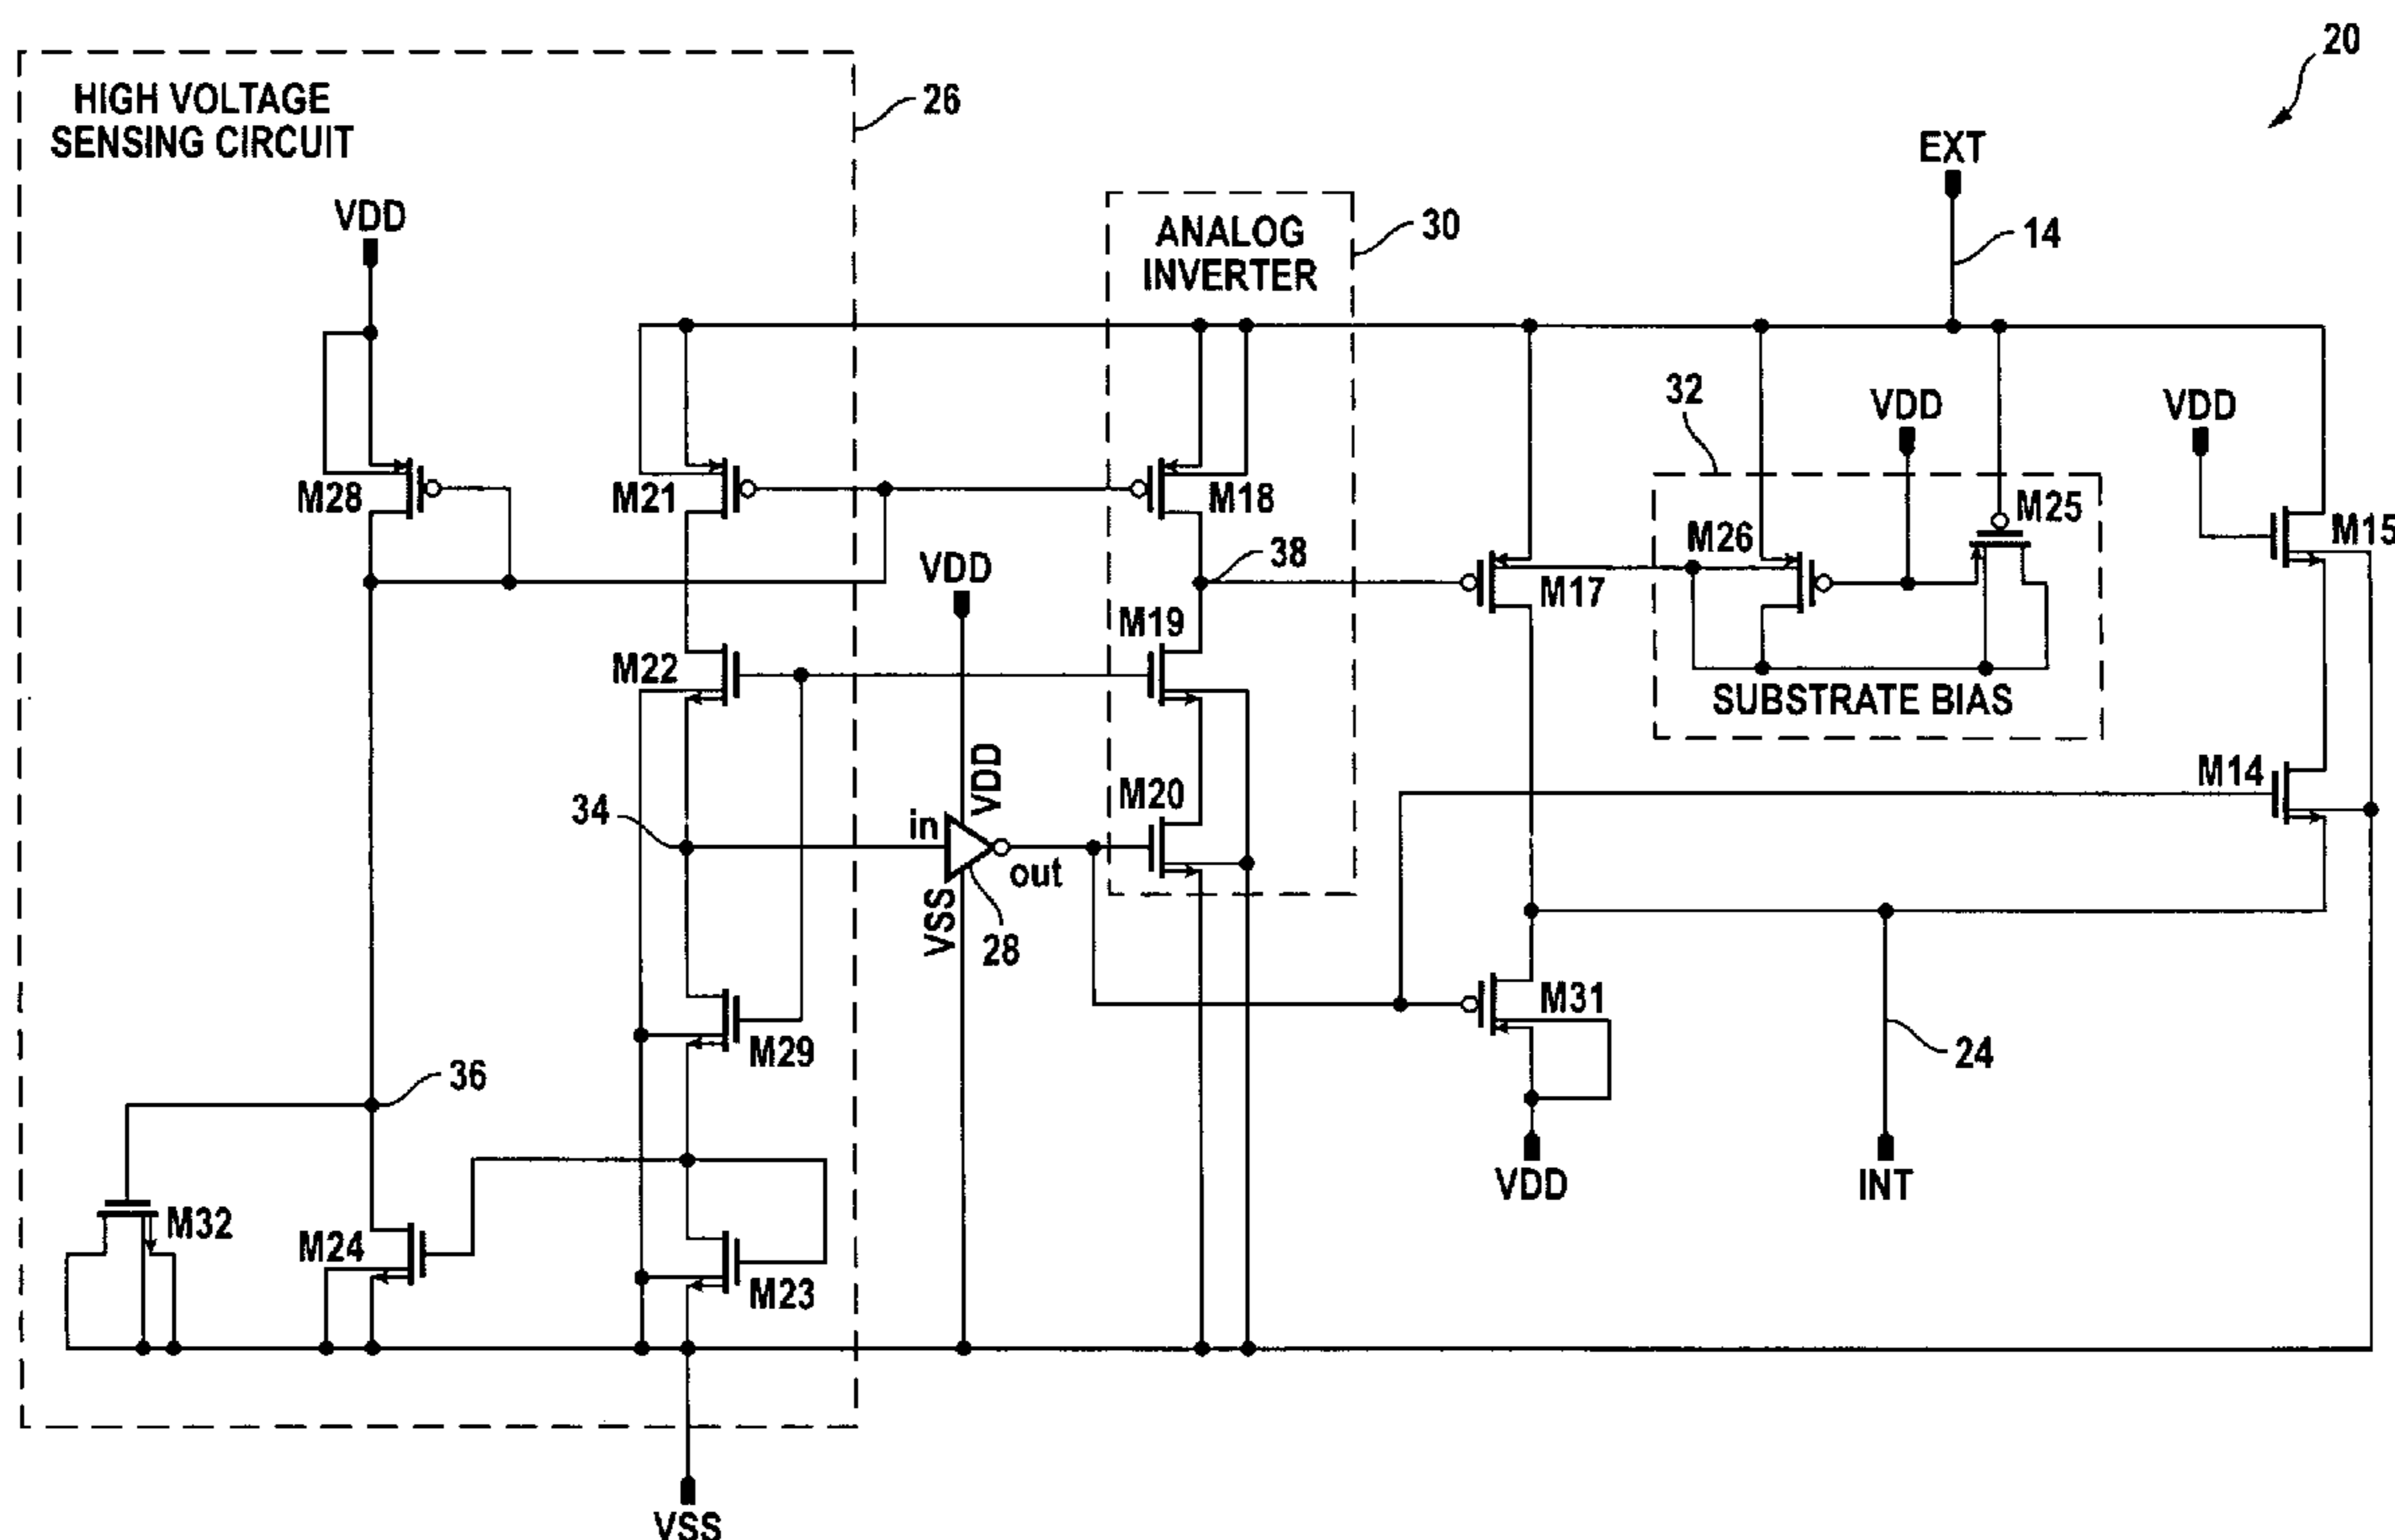 20
HIGH VOLTAGE
SENSING CIRCUIT
26
EXT
14
VDD
ANALOG
INVERTER
30
32
VDD
VDD
M28
M21
M18
M25
M26
M15
38
VDD
M17
M19
M22
SUBSTRATE BIAS
VDD
M14
M20
34
in
out
VSS
28
M31
M29
24
36
VDD
INT
M32
M24
M23
VSS